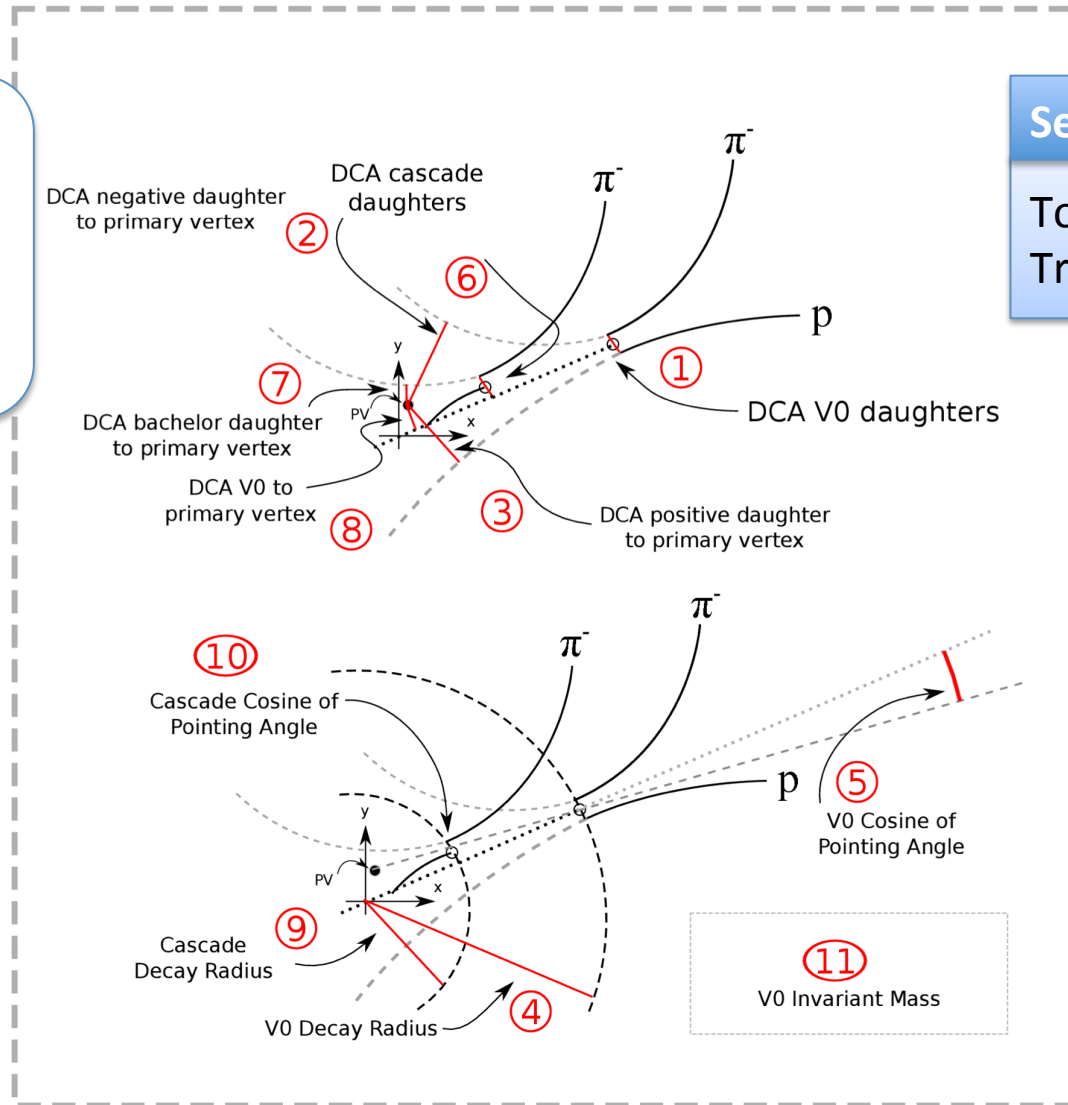 π-
DCA cascade
daughters
π-
DCA negative daughter
to primary vertex
2
6
p
y
1
7
PV
x
DCA V0 daughters
DCA bachelor daughter
to primary vertex
DCA V0 to
primary vertex
8
3
DCA positive daughter
to primary vertex
Se
To
Tr
π-
π-
10
Cascade Cosine of
Pointing Angle
p
5
V0 Cosine of
Pointing Angle
y
PV
x
9
Cascade
Decay Radius
4
V0 Decay Radius
11
V0 Invariant Mass